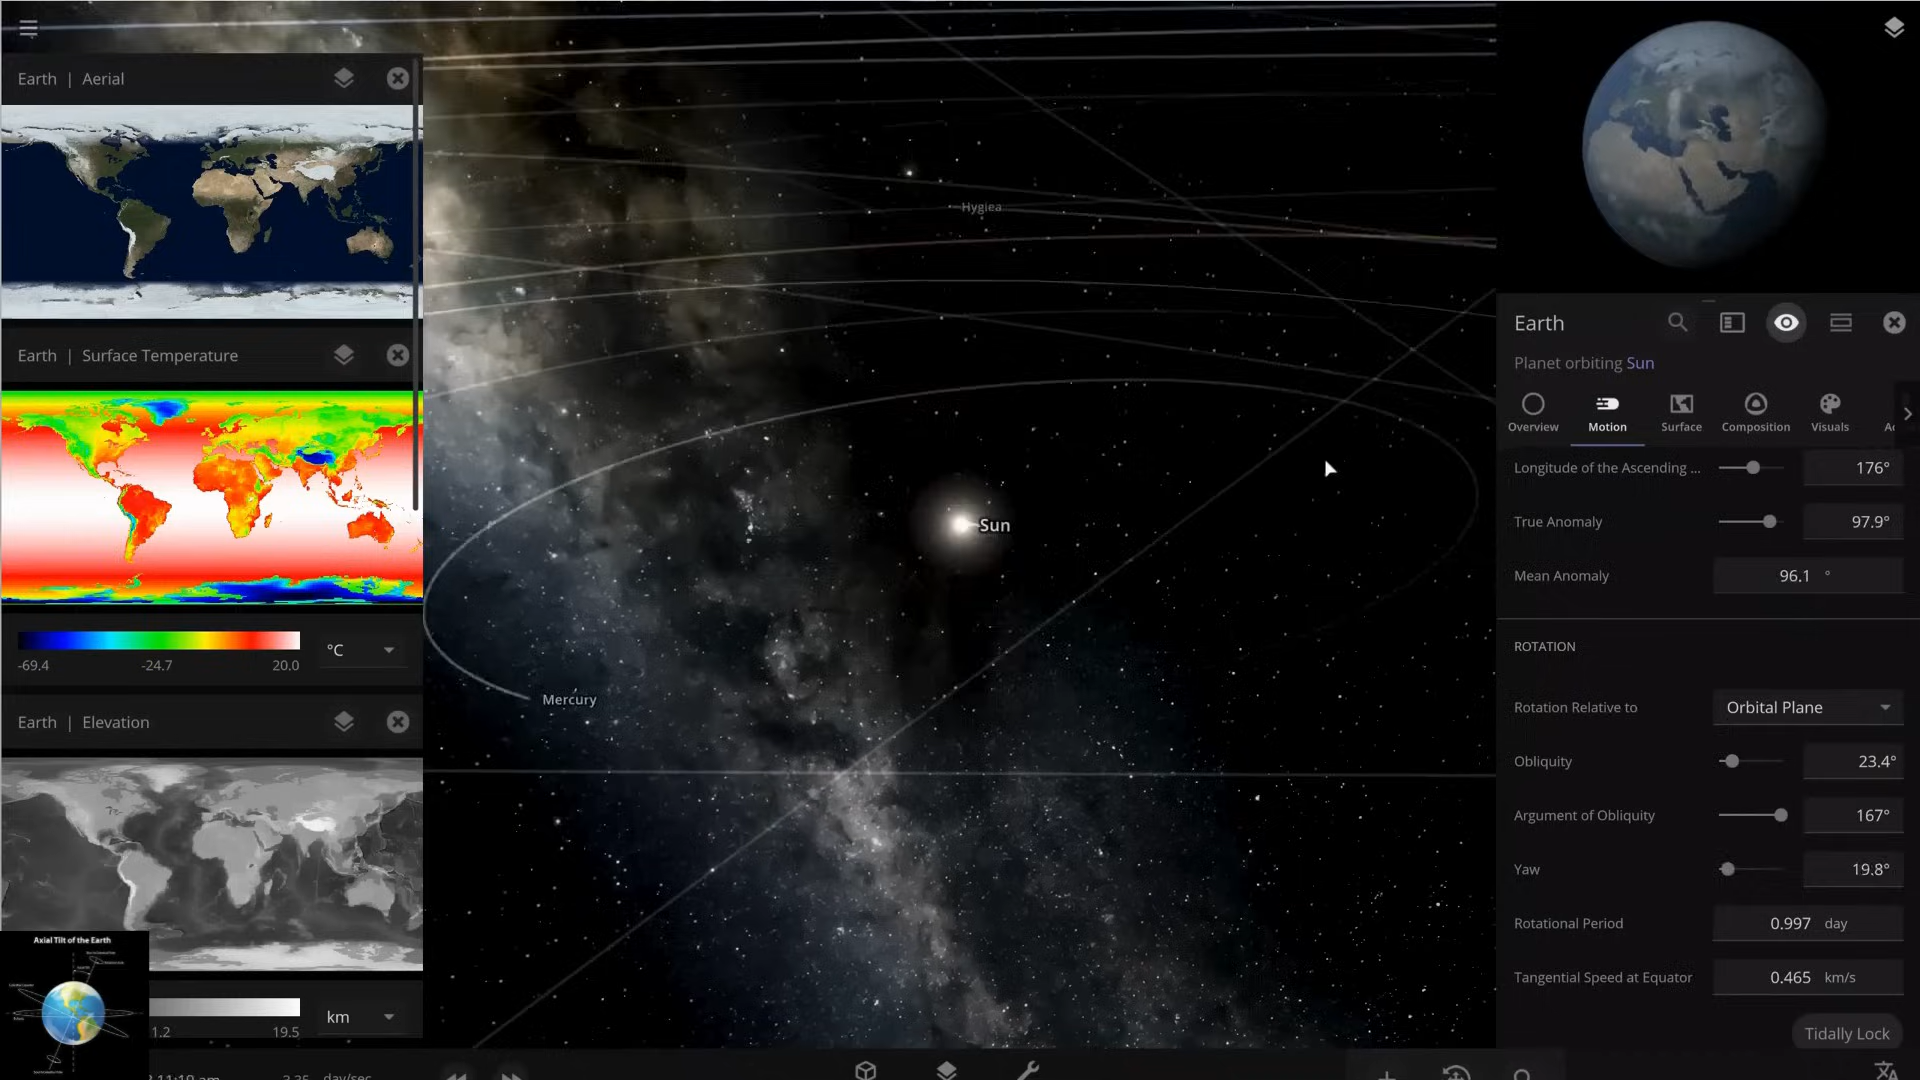 Earth | Aerial
Earth | Surface Temperature
-69.4 -24.7 20.0 °C
Earth | Elevation
Axial Tilt of the Earth
1.2 19.5 km
3.35 day/sec
Hygiea
Sun
Mercury
Earth
Planet orbiting Sun
Overview Motion Surface Composition Visuals
Longitude of the Ascending ... 176°
True Anomaly 97.9°
Mean Anomaly 96.1 °
ROTATION
Rotation Relative to Orbital Plane
Obliquity 23.4°
Argument of Obliquity 167°
Yaw 19.8°
Rotational Period 0.997 day
Tangential Speed at Equator 0.465 km/s
Tidally Lock